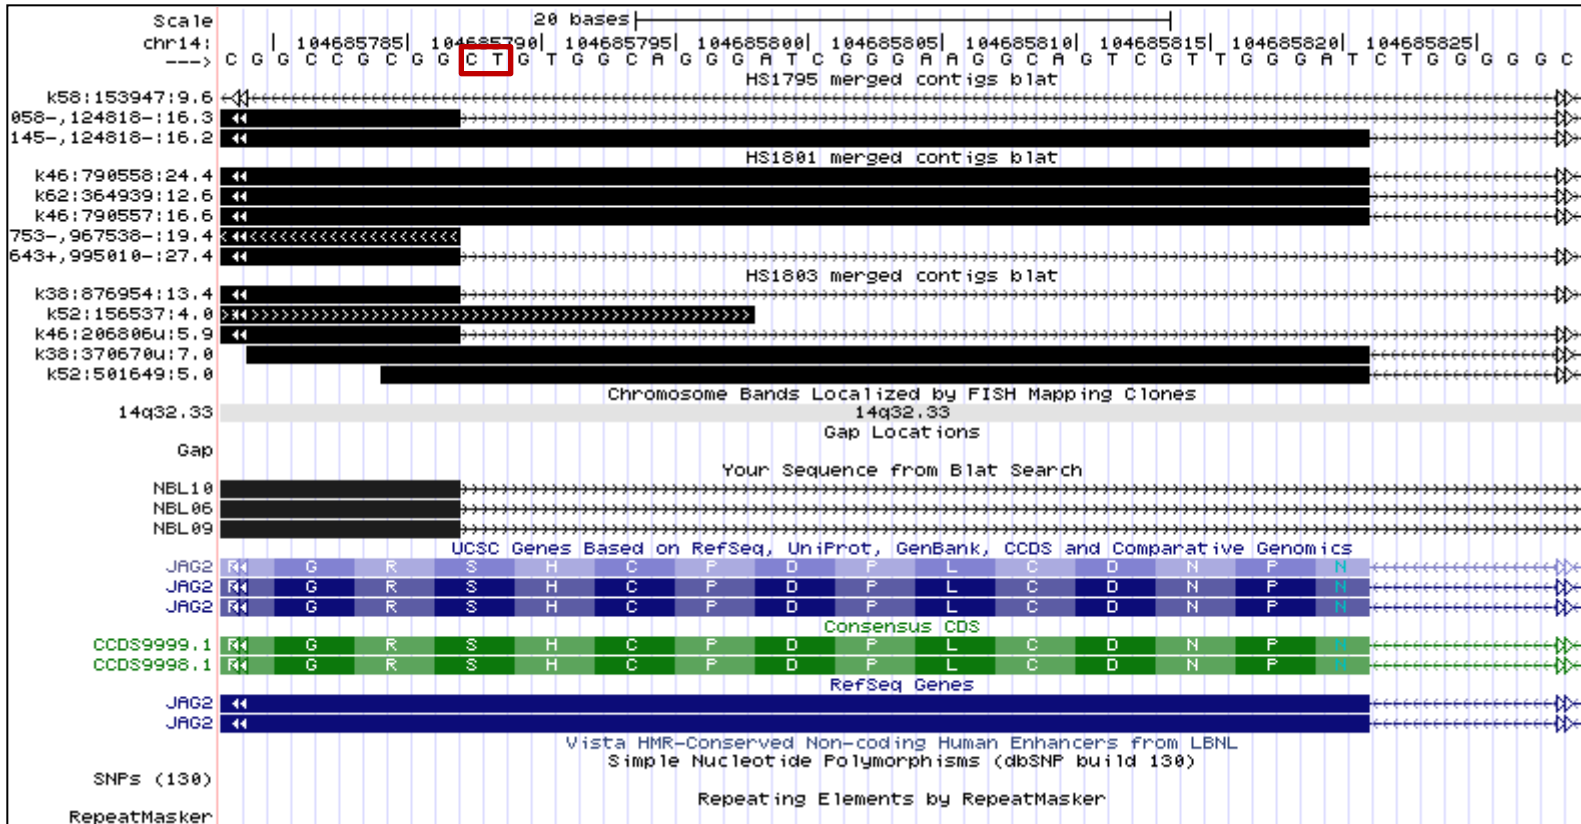 Scale 20 bases
chr14: | 104685785| 104685790| 104685795| 104685800| 104685805| 104685810| 104685815| 104685820| 104685825|
---> C G G C C G C G G C T G T G G C A G G G A T C G G G A A G G C A G T C G T T G G G A T C T G G G G G C
HS1795 merged contigs blat
k58:153947:9.6
058-,124818-:16.3
145-,124818-:16.2
HS1801 merged contigs blat
k46:790558:24.4
k62:364939:12.6
k46:790557:16.6
753-,967538-:19.4
643+,995010-:27.4
HS1803 merged contigs blat
k38:876954:13.4
k52:156537:4.0
k46:206806u:5.9
k38:370670u:7.0
k52:501649:5.0
Chromosome Bands Localized by FISH Mapping Clones
14q32.33 14q32.33
Gap Locations
Gap
Your Sequence from Blat Search
NBL10
NBL06
NBL09
UCSC Genes Based on RefSeq, UniProt, GenBank, CCDS and Comparative Genomics
JAG2 R G R S H C P D P L C D N P N
JAG2 R G R S H C P D P L C D N P N
JAG2 R G R S H C P D P L C D N P N
Consensus CDS
CCDS9999.1 R G R S H C P D P L C D N P N
CCDS9998.1 R G R S H C P D P L C D N P N
RefSeq Genes
JAG2
JAG2
Vista HMR-Conserved Non-coding Human Enhancers from LBNL
Simple Nucleotide Polymorphisms (dbSNP build 130)
SNPs (130)
Repeating Elements by RepeatMasker
RepeatMasker